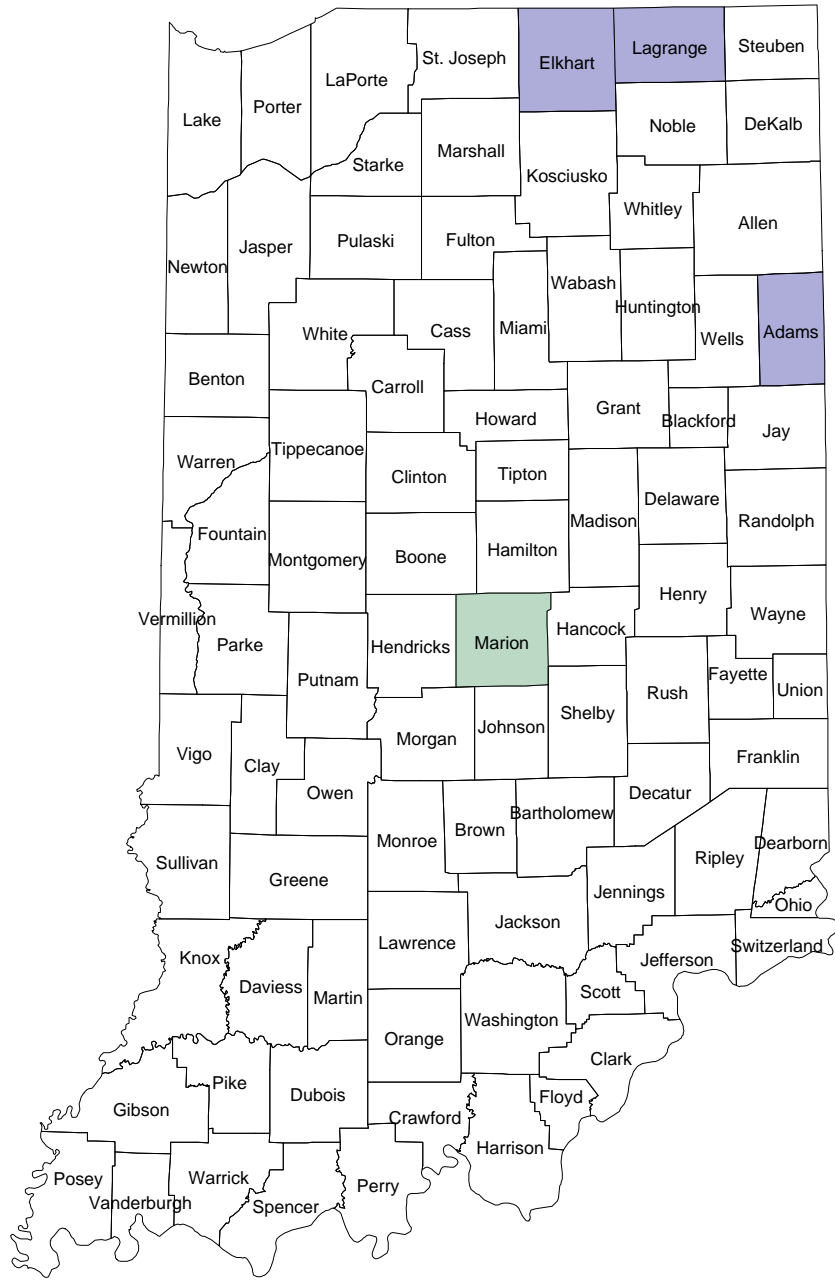 Steuben
Lagrange
Elkhart
St. Joseph
LaPorte
Porter
Lake
Noble
DeKalb
Marshall
Starke
Kosciusko
Whitley
Allen
Pulaski
Fulton
Jasper
Newton
Wabash
Huntington
Miami
Cass
White
Wells
Adams
Benton
Carroll
Howard
Grant
Blackford
Jay
Tippecanoe
Warren
Clinton
Tipton
Delaware
Madison
Randolph
Fountain
Montgomery
Boone
Hamilton
Henry
Wayne
Vermillion
Parke
Hendricks
Marion
Hancock
Putnam
Rush
Fayette
Union
Shelby
Johnson
Morgan
Vigo
Clay
Owen
Franklin
Decatur
Bartholomew
Brown
Monroe
Dearborn
Ripley
Sullivan
Greene
Jennings
Ohio
Jackson
Lawrence
Switzerland
Jefferson
Knox
Daviess
Martin
Scott
Washington
Orange
Clark
Pike
Dubois
Floyd
Gibson
Crawford
Harrison
Posey
Warrick
Vanderburgh
Spencer
Perry